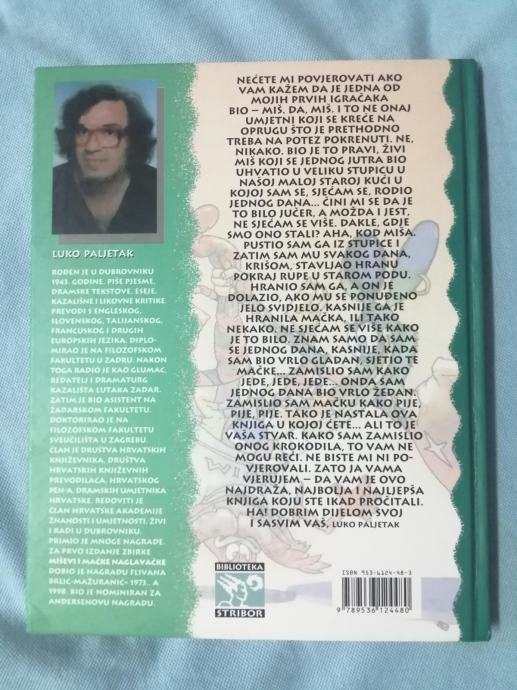 LUKO PALJETAK
ROĐEN JE U DUBROVNIKU
1943. GODINE. PIŠE PJESME,
DRAMSKE TEKSTOVE, ESEJE,
KAZALIŠNE I LIKOVNE KRITIKE.
PREVODI S ENGLESKOG,
SLOVENSKOG, TALIJANSKOG,
FRANCUSKOG I DRUGIH
EUROPSKIH JEZIKA. DIPLO-
MIRAO JE NA FILOZOFSKOM
FAKULTETU U ZADRU. NAKON
TOGA RADIO JE KAO GLUMAC,
REDATELJ I DRAMATURG
KAZALIŠTA LUTAKA ZADAR.
ZATIM JE BIO ASISTENT NA
ZADARSKOM FAKULTETU.
DOKTORIRAO JE NA
FILOZOFSKOM FAKULTETU
SVEUČILIŠTA U ZAGREBU.
ČLAN JE DRUŠTVA HRVATSKIH
KNJIŽEVNIKA, DRUŠTVA
HRVATSKIH KNJIŽEVNIH
PREVODILACA, HRVATSKOG
PEN-A, DRAMSKIH UMJETNIKA
HRVATSKE. REDOVITI JE
ČLAN HRVATSKE AKADEMIJE
ZNANOSTI I UMJETNOSTI. ŽIVI
I RADI U DUBROVNIKU.
PRIMIO JE MNOGE NAGRADE.
ZA PRVO IZDANJE ZBIRKE
MIŠEVI I MAČKE NAGLAVAČKE
DOBIO JE NAGRADU
BRLIĆ-MAŽURANIĆ- 1973., A
1998. BIO JE NOMINIRAN ZA
ANDERSENOVU NAGRADU.
NEĆETE MI POVJEROVATI AKO
VAM KAŽEM DA JE JEDNA OD
MOJIH PRVIH IGRAČAKA
BIO – MIŠ. DA, MIŠ. I TO NE ONAJ
UMJETNI KOJI SE KREĆE NA
OPRUGU ŠTO JE PRETHODNO
TREBA NA POTEZ POKRENUTI. NE,
NIKAKO. BIO JE TO PRAVI, ŽIVI
MIŠ KOJI SE JEDNOG JUTRA BIO
UHVATIO U VELIKU STUPICU U
NAŠOJ MALOJ STAROJ KUĆI U
KOJOJ SAM SE, SJEĆAM SE, RODIO
JEDNOG DANA... ČINI MI SE DA JE
TO BILO JUČER, A MOŽDA I JEST,
NE SJEĆAM SE VIŠE. DAKLE, GDJE
SMO ONO STALI? AHA, KOD MIŠA.
PUSTIO SAM GA IZ STUPICE I
ZATIM SAM MU SVAKOG DANA,
KRIŠOM, STAVLJAO HRANU
POKRAJ RUPE U STAROM PODU.
HRANIO SAM GA, A ON JE
DOLAZIO, AKO MU SE PONUĐENO
JELO SVIDJELO. KASNIJE GA JE
HRANILA MAČKA, ILI TAKO
NEKAKO. NE SJEĆAM SE VIŠE KAKO
JE TO BILO. ZNAM SAMO DA SAM
SE JEDNOG DANA, KASNIJE, KADA
SAM BIO VRLO GLADAN, SJETIO TE
MAČKE... ZAMISLIO SAM KAKO
JEDE, JEDE, JEDE... ONDA SAM
JEDNOG DANA BIO VRLO ŽEDAN.
ZAMISLIO SAM MAČKU KAKO PIJE,
PIJE, PIJE. TAKO JE NASTALA OVA
KNJIGA U KOJOJ ĆETE... ALI TO JE
VAŠA STVAR. KAKO SAM ZAMISLIO
ONOG KROKODILA, TO VAM NE
MOGU REĆI. NE BISTE MI NI PO-
VJEROVALI. ZATO JA VAMA
VJERUJEM – DA VAM JE OVO
NAJDRAŽA, NAJBOLJA I NAJLJEPŠA
KNJIGA KOJU STE IKAD PROČITALI.
HA! DOBRIM DIJELOM SVOJ
I SASVIM VAŠ, LUKO PALJETAK
BIBLIOTEKA
STRIBOR
ISBN 953-6124-48-3
9 789536 124480